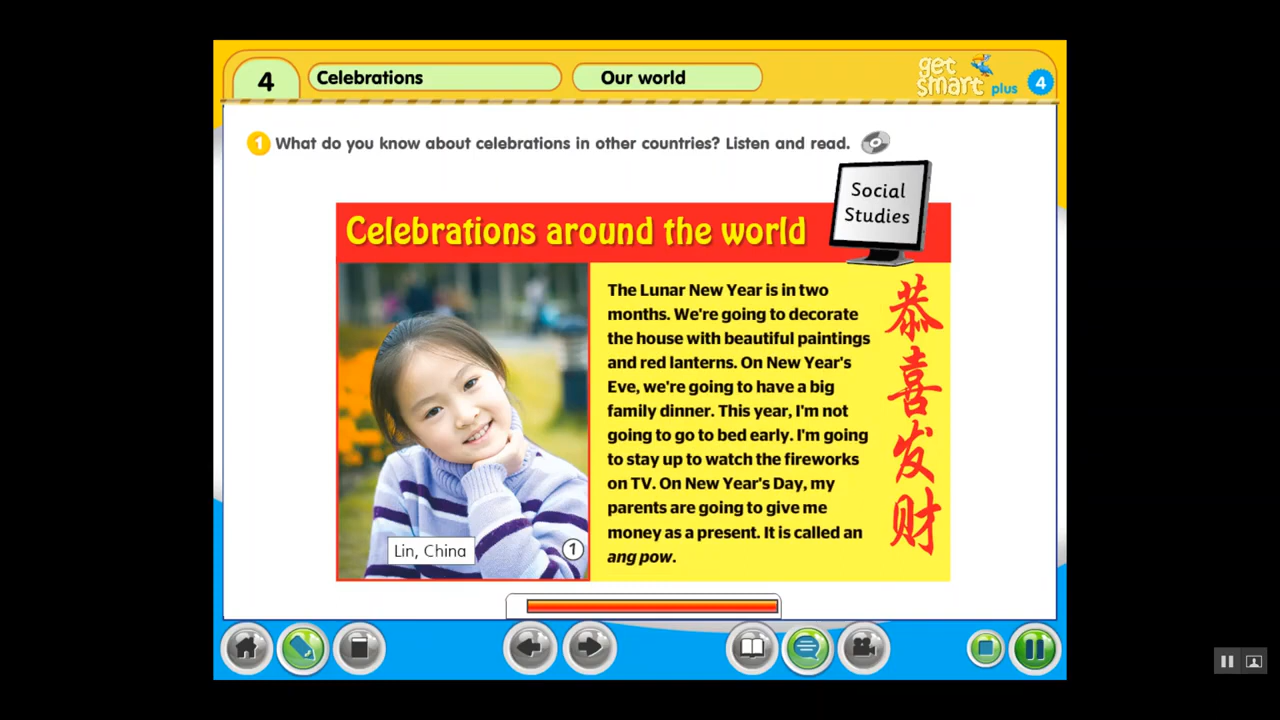 4
Celebrations
Our world
get
smart plus 4
1 What do you know about celebrations in other countries? Listen and read.
Social
Studies
Celebrations around the world
The Lunar New Year is in two
months. We're going to decorate
the house with beautiful paintings
and red lanterns. On New Year's
Eve, we're going to have a big
family dinner. This year, I'm not
going to go to bed early. I'm going
to stay up to watch the fireworks
on TV. On New Year's Day, my
parents are going to give me
money as a present. It is called an
ang pow.
恭喜发财
Lin, China
1